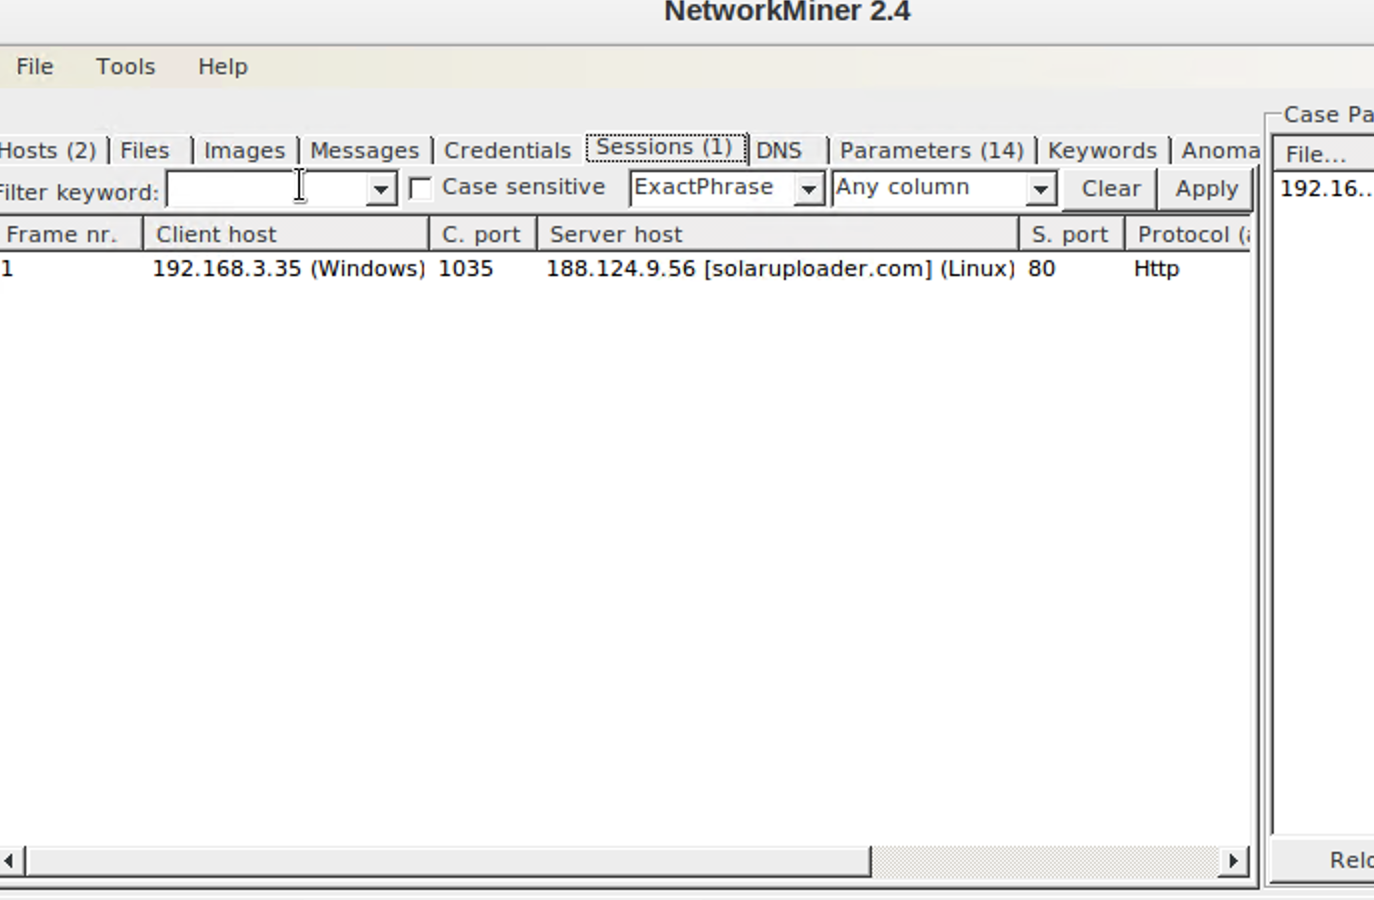 NetworkMiner 2.4
File Tools Help
Hosts (2) Files Images Messages Credentials Sessions (1) DNS Parameters (14) Keywords Anoma
Filter keyword: Case sensitive ExactPhrase Any column Clear Apply
Frame nr. Client host C. port Server host S. port Protocol (a
1 192.168.3.35 (Windows) 1035 188.124.9.56 [solaruploader.com] (Linux) 80 Http
Case Pa
File...
192.16...
Relo